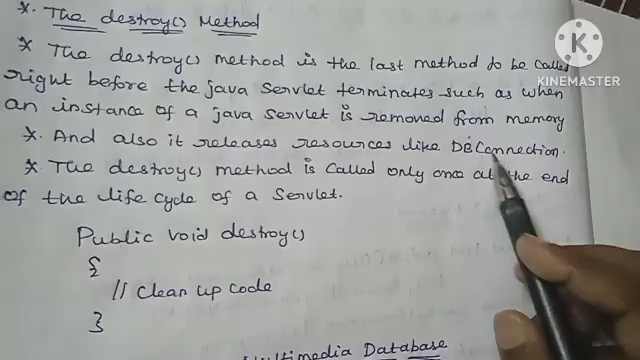 *. The destroy() Method
* The destroy() method is the last method to be called
right before the java Servlet terminates such as when
an instance of a java Servlet is removed from memory
*. And also it releases resources like DB Connection.
* The destroy() method is called only once at the end
of the life cycle of a Servlet.
Public void destroy()
{
// Clean up code
}
Multimedia Database
KINEMASTER